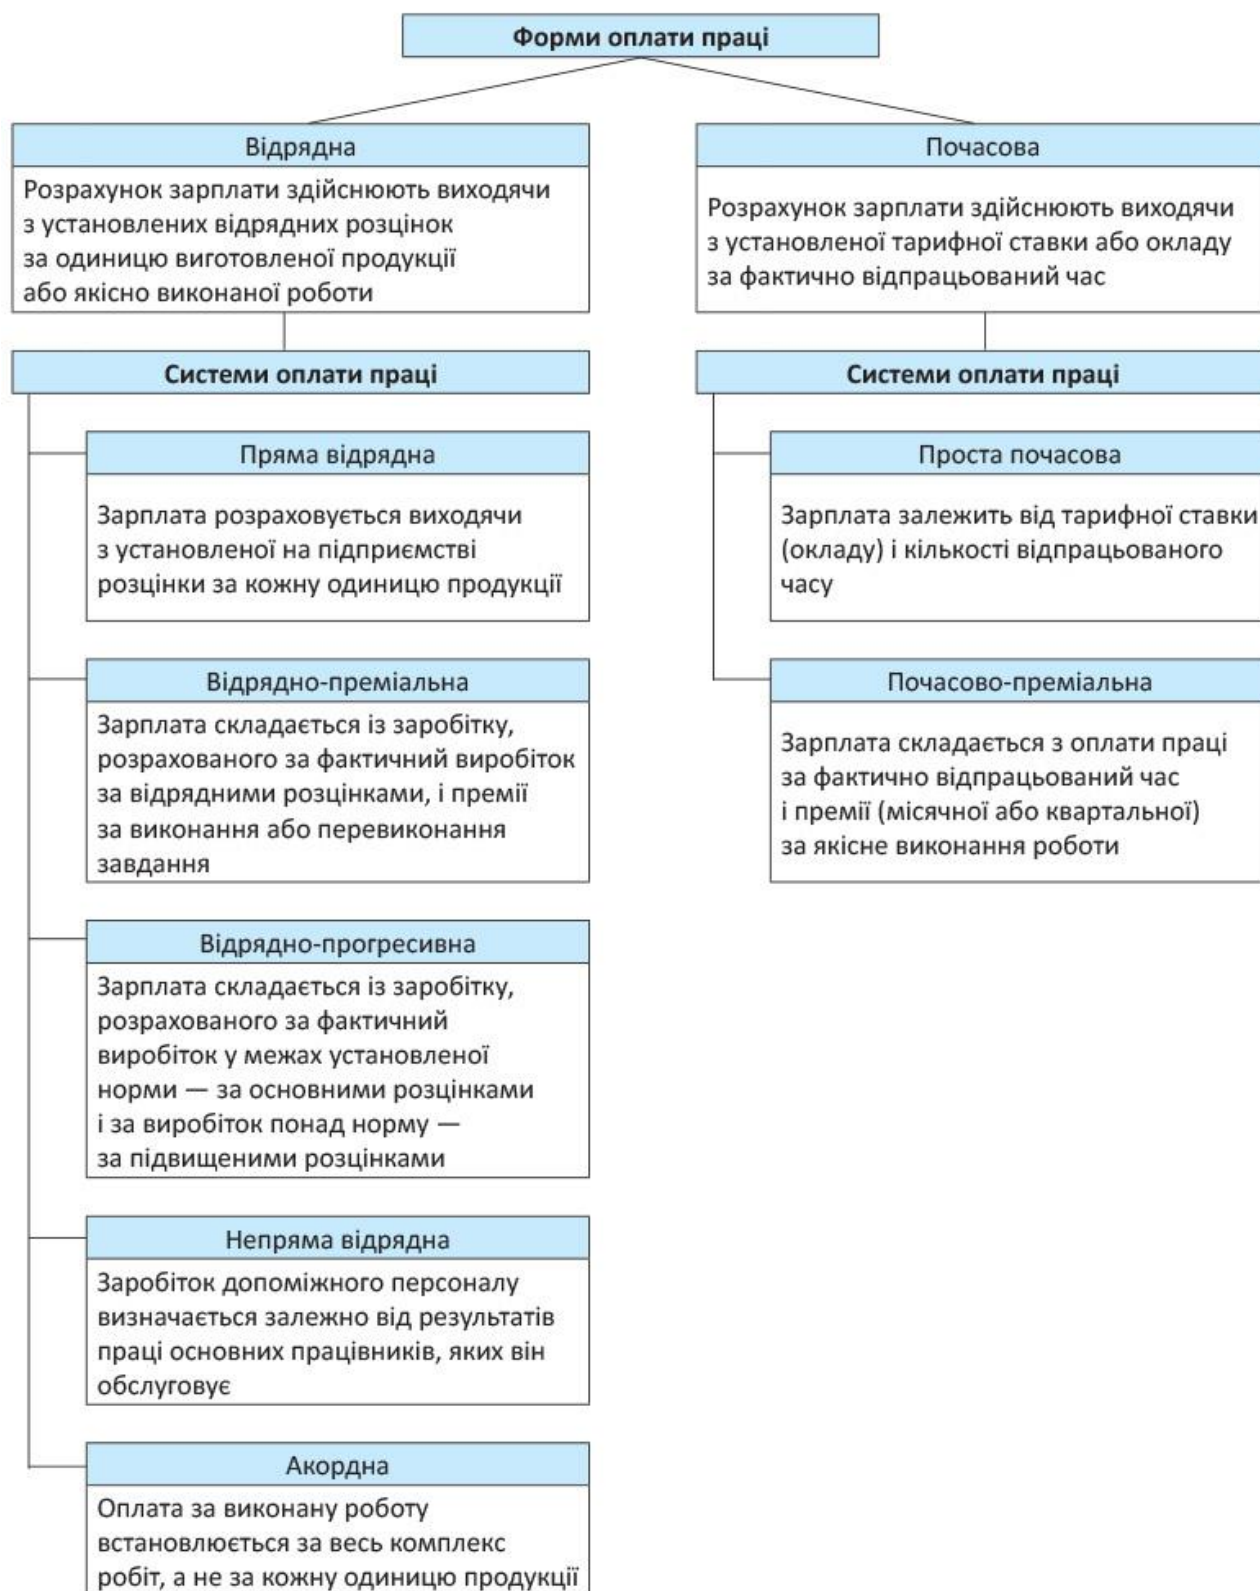 Форми оплати праці
Відрядна
Розрахунок зарплати здійснюють виходячи
з установлених відрядних розцінок
за одиницю виготовленої продукції
або якісно виконаної роботи
Системи оплати праці
Пряма відрядна
Зарплата розраховується виходячи
з установленої на підприємстві
розцінки за кожну одиницю продукції
Відрядно-преміальна
Зарплата складається із заробітку,
розрахованого за фактичний виробіток
за відрядними розцінками, і премії
за виконання або перевиконання
завдання
Відрядно-прогресивна
Зарплата складається із заробітку,
розрахованого за фактичний
виробіток у межах установленої
норми — за основними розцінками
і за виробіток понад норму —
за підвищеними розцінками
Непряма відрядна
Заробіток допоміжного персоналу
визначається залежно від результатів
праці основних працівників, яких він
обслуговує
Акордна
Оплата за виконану роботу
встановлюється за весь комплекс
робіт, а не за кожну одиницю продукції
Почасова
Розрахунок зарплати здійснюють виходячи
з установленої тарифної ставки або окладу
за фактично відпрацьований час
Системи оплати праці
Проста почасова
Зарплата залежить від тарифної ставки
(окладу) і кількості відпрацьованого
часу
Почасово-преміальна
Зарплата складається з оплати праці
за фактично відпрацьований час
і премії (місячної або квартальної)
за якісне виконання роботи